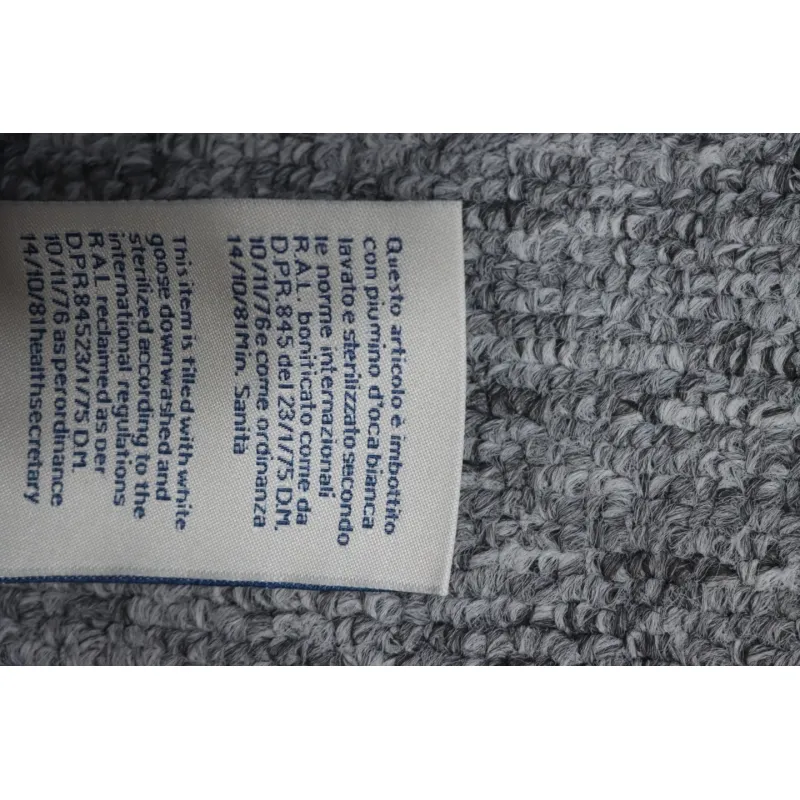 Questo articolo è imbottito
con piumino d'oca bianca
lavato e sterilizzato secondo
le norme internazionali
R.A.L. bonificato come da
D.P.R.845 del 23/1/75 D.M.
10/11/76 e come ordinanza
14/10/81 Min. Sanità
This item is filled with white
goose down washed and
sterilized according to the
international regulations
R.A.L. reclaimed as per
D.P.R.84523/1/75 D.M.
10/11/76 as per ordinance
14/10/81 health secretary